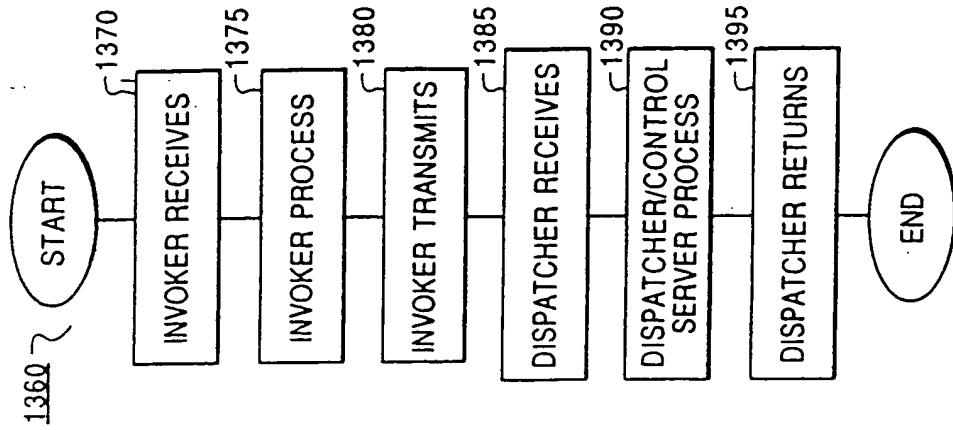 1360
START
1370
INVOKER RECEIVES
1375
INVOKER PROCESS
1380
INVOKER TRANSMITS
1385
DISPATCHER RECEIVES
1390
DISPATCHER/CONTROL
SERVER PROCESS
1395
DISPATCHER RETURNS
END